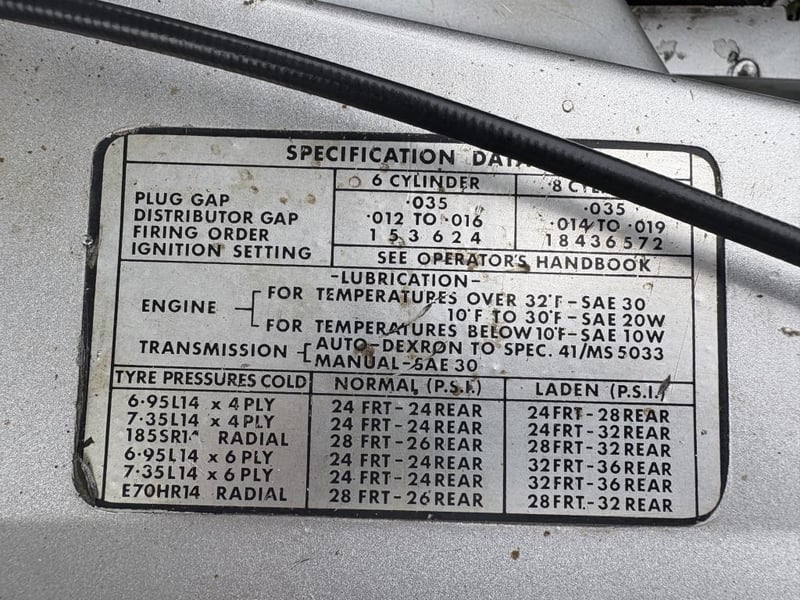 SPECIFICATION DATA
6 CYLINDER 8 CYL
PLUG GAP ·035 ·035
DISTRIBUTOR GAP ·012 TO ·016 ·014 TO ·019
FIRING ORDER 1 5 3 6 2 4 1 8 4 3 6 5 7 2
IGNITION SETTING SEE OPERATOR'S HANDBOOK
-LUBRICATION-
ENGINE FOR TEMPERATURES OVER 32°F-SAE 30
10°F TO 30°F-SAE 20W
FOR TEMPERATURES BELOW 10°F-SAE 10W
TRANSMISSION AUTO-DEXRON TO SPEC. 41/MS 5033
MANUAL-SAE 30
TYRE PRESSURES COLD NORMAL (P.S.I.) LADEN (P.S.I.)
6·95L14 x 4 PLY 24 FRT-24 REAR 24 FRT-28 REAR
7·35L14 x 4 PLY 24 FRT-24 REAR 24 FRT-32 REAR
185SR14 RADIAL 28 FRT-26 REAR 28 FRT-32 REAR
6·95L14 x 6 PLY 24 FRT-24 REAR 32 FRT-36 REAR
7·35L14 x 6 PLY 24 FRT-24 REAR 32 FRT-36 REAR
E70HR14 RADIAL 28 FRT-26 REAR 28 FRT-32 REAR